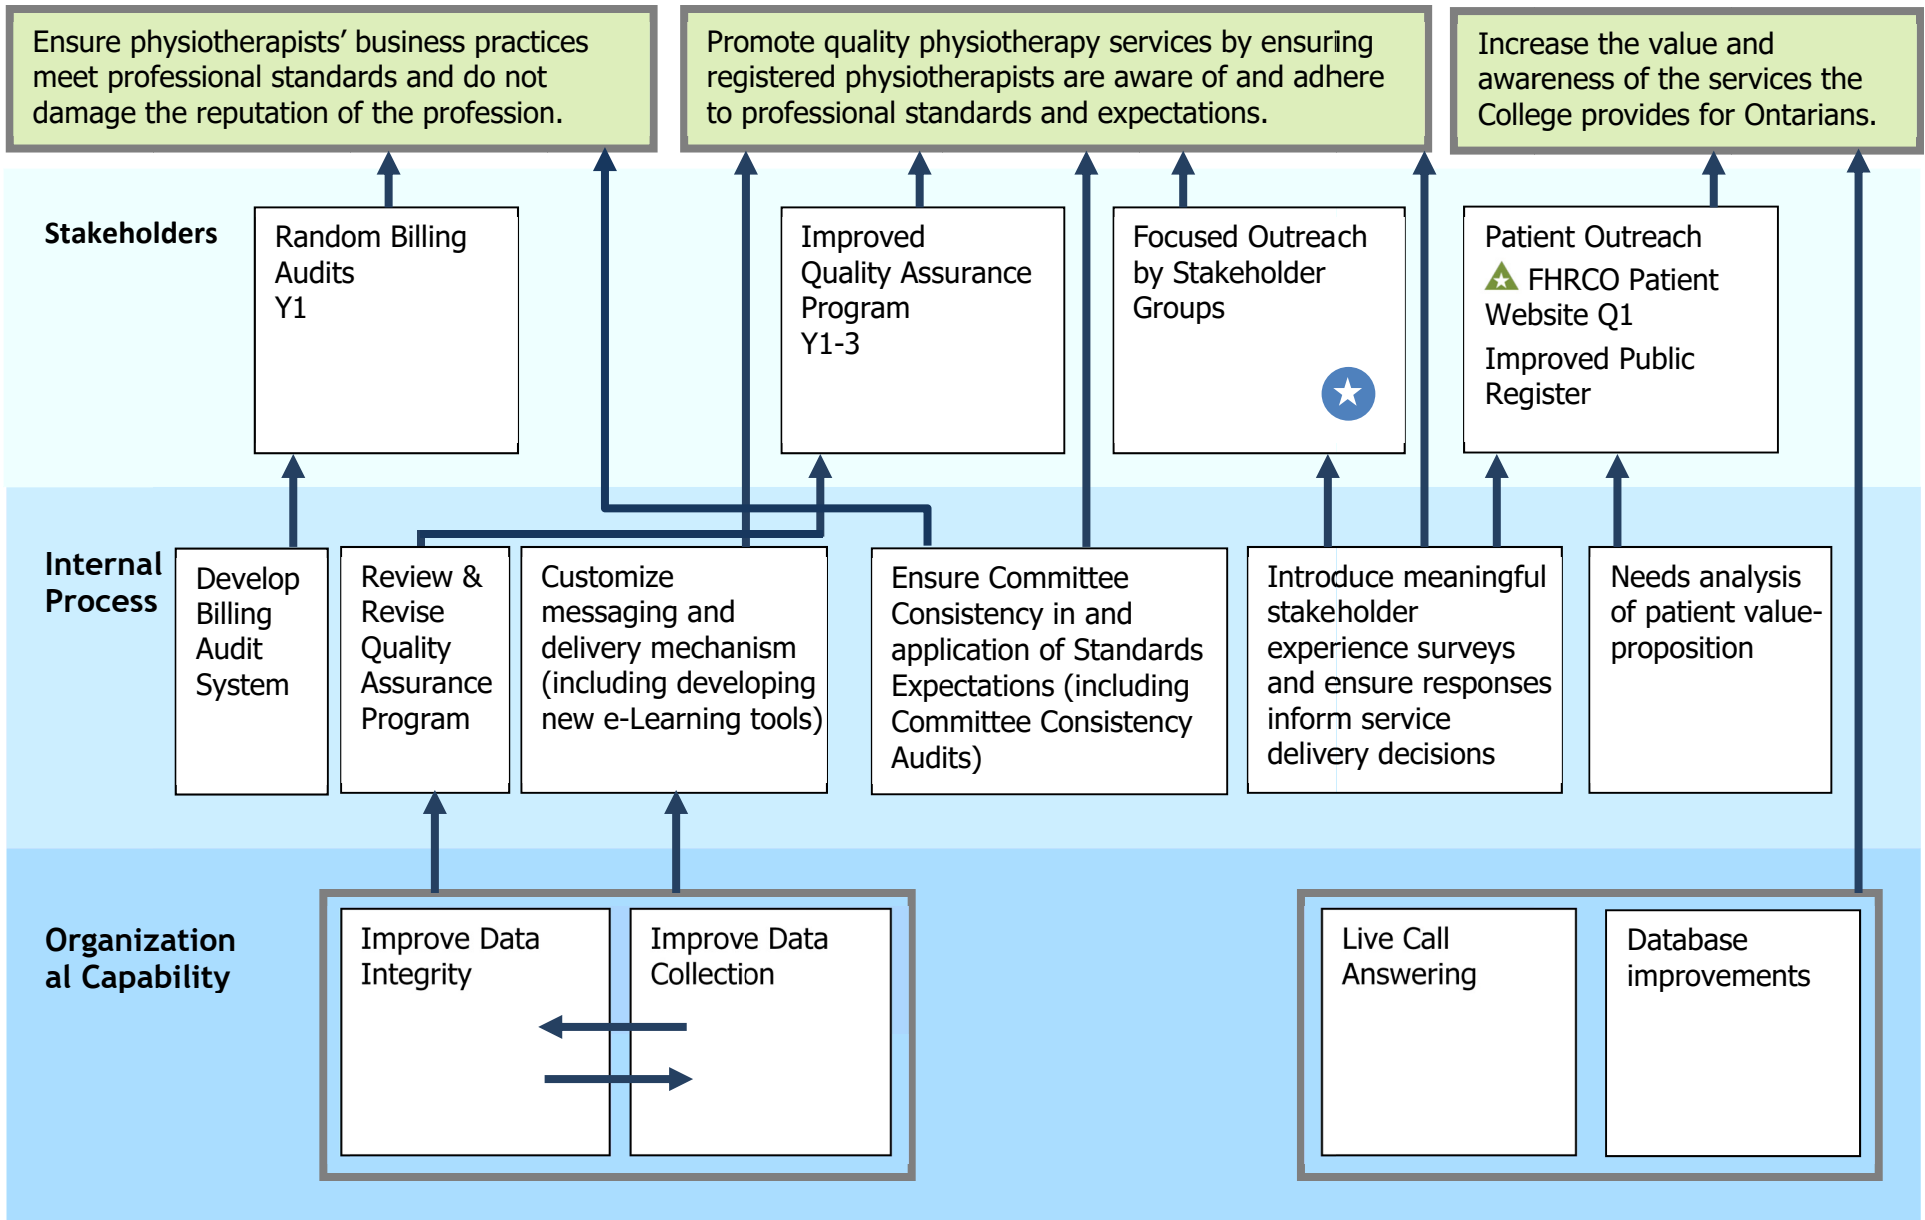 Ensure physiotherapists’ business practices
meet professional standards and do not
damage the reputation of the profession.
Promote quality physiotherapy services by ensuring
registered physiotherapists are aware of and adhere
to professional standards and expectations.
Increase the value and
awareness of the services the
College provides for Ontarians.
Stakeholders
Random Billing
Audits
Y1
Improved
Quality Assurance
Program
Y1-3
Focused Outreach
by Stakeholder
Groups
Patient Outreach
FHRCO Patient
Website Q1
Improved Public
Register
Internal
Process
Develop
Billing
Audit
System
Review &
Revise
Quality
Assurance
Program
Customize
messaging and
delivery mechanism
(including developing
new e-Learning tools)
Ensure Committee
Consistency in and
application of Standards
Expectations (including
Committee Consistency
Audits)
Introduce meaningful
stakeholder
experience surveys
and ensure responses
inform service
delivery decisions
Needs analysis
of patient value-
proposition
Organization
al Capability
Improve Data
Integrity
Improve Data
Collection
Live Call
Answering
Database
improvements